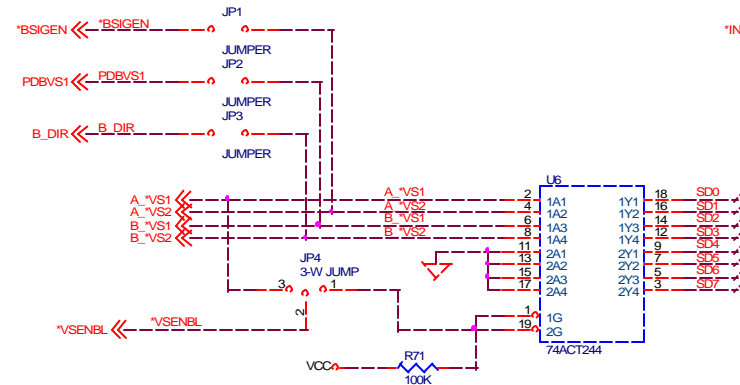 JP1
*BSIGEN *BSIGEN *IN
JUMPER
JP2
PDBVS1 PDBVS1
JUMPER
JP3
B_DIR B_DIR
JUMPER
U6
A_*VS1 A_*VS1 2 1A1 1Y1 18 SD0
A_*VS2 A_*VS2 4 1A2 1Y2 16 SD1
B_*VS1 B_*VS1 6 1A3 1Y3 14 SD2
B_*VS2 B_*VS2 8 1A4 1Y4 12 SD3
11 2A1 2Y1 9 SD4
13 2A2 2Y2 7 SD5
15 2A3 2Y3 5 SD6
17 2A4 2Y4 3 SD7
JP4
3-W JUMP
3 1
2
1 1G
*VSENBL *VSENBL 19 2G
74ACT244
VCC R71
100K